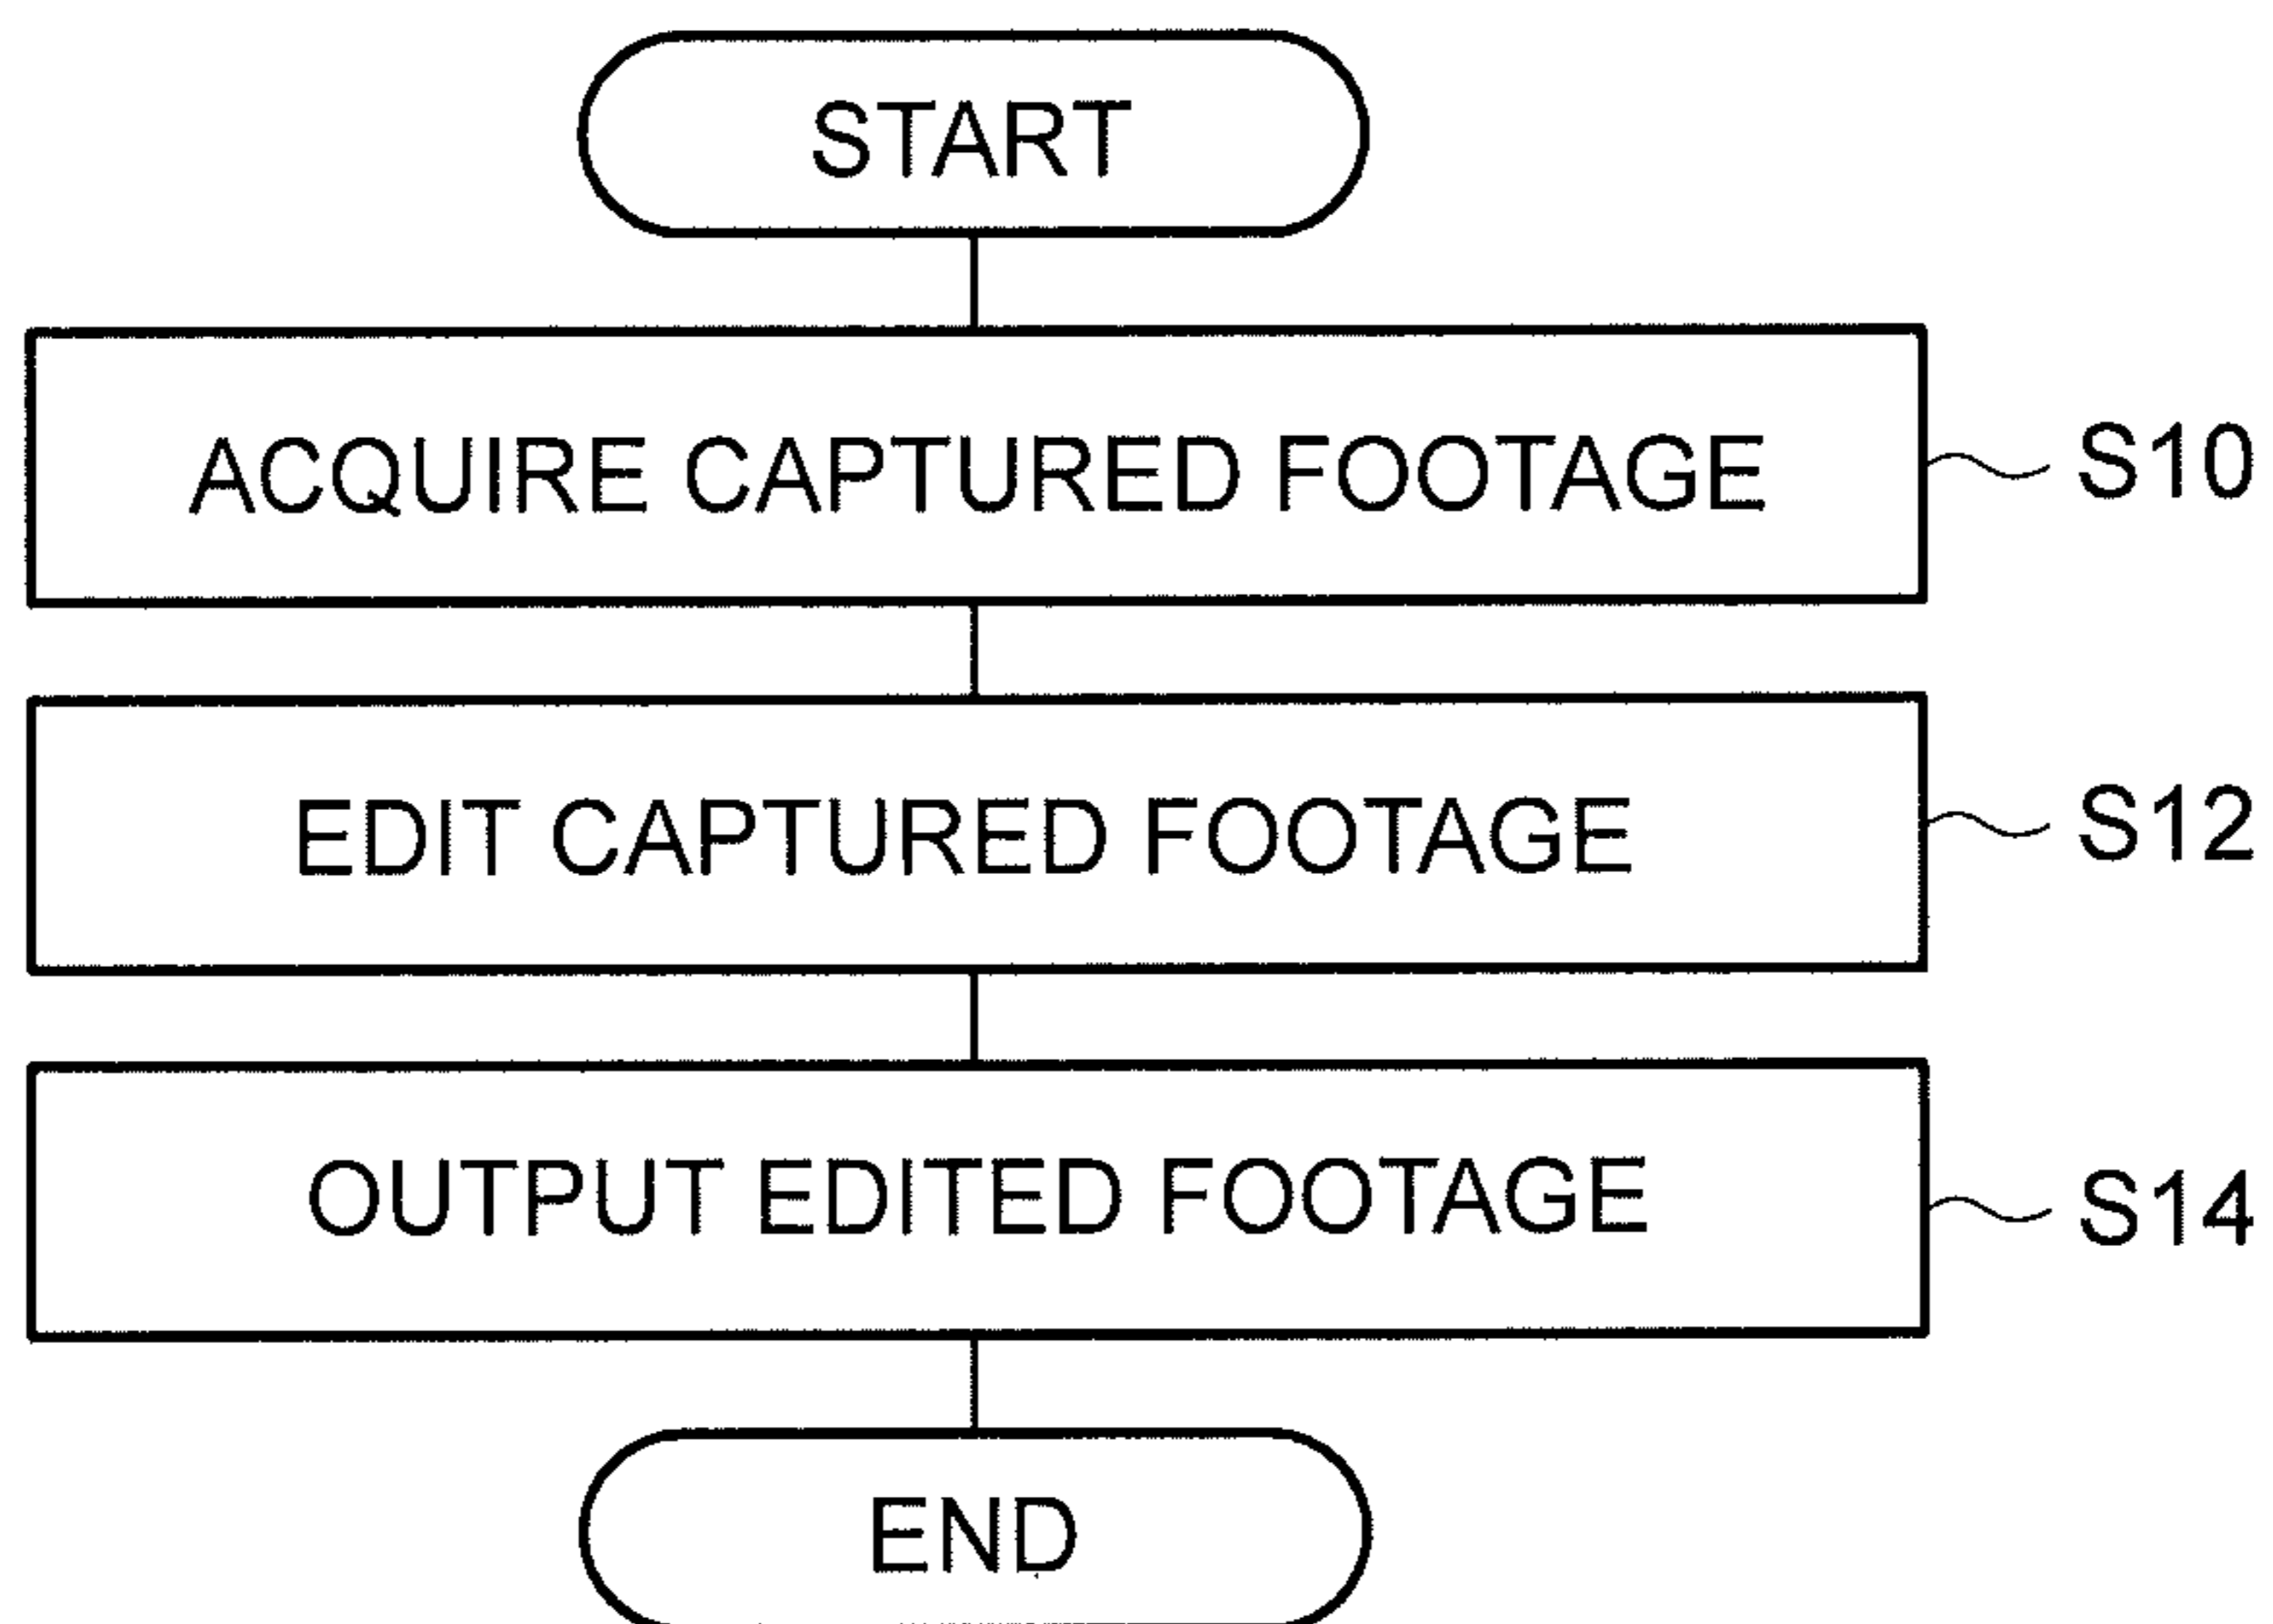 START
ACQUIRE CAPTURED FOOTAGE
S10
EDIT CAPTURED FOOTAGE
S12
OUTPUT EDITED FOOTAGE
S14
END